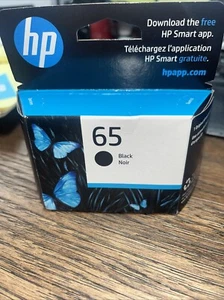 hp
Download the free
HP Smart app.
Téléchargez l'application
HP Smart gratuite.
hpapp.com
65
Black
Noir